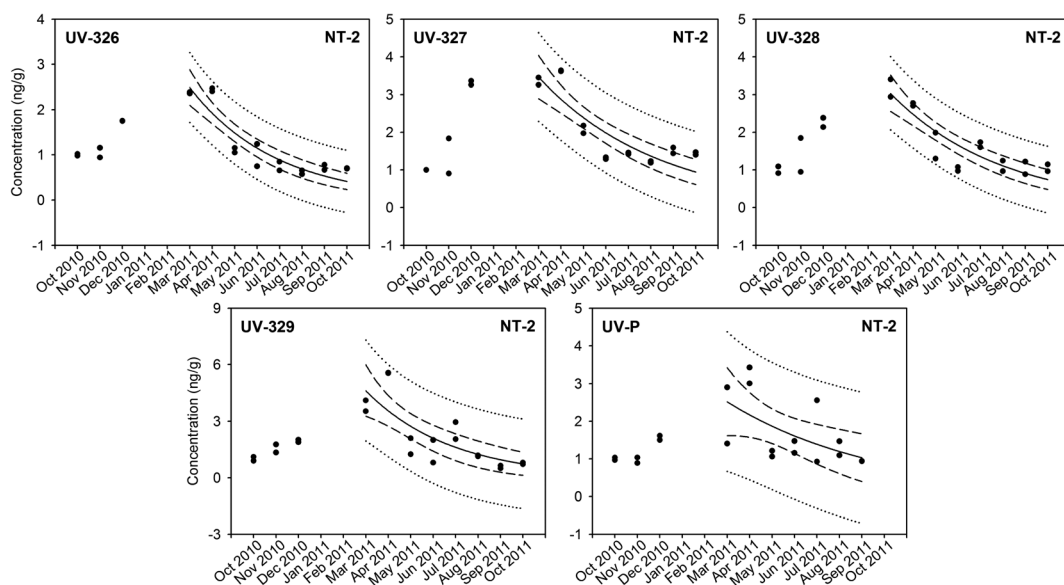 UV-326 NT-2
Concentration (ng/g)
4
3
2
1
0
-1
Oct 2010
Nov 2010
Dec 2010
Jan 2011
Feb 2011
Mar 2011
Apr 2011
May 2011
Jun 2011
Jul 2011
Aug 2011
Sep 2011
Oct 2011
UV-327 NT-2
5
4
3
2
1
0
-1
Oct 2010
Nov 2010
Dec 2010
Jan 2011
Feb 2011
Mar 2011
Apr 2011
May 2011
Jun 2011
Jul 2011
Aug 2011
Sep 2011
Oct 2011
UV-328 NT-2
5
4
3
2
1
0
-1
Oct 2010
Nov 2010
Dec 2010
Jan 2011
Feb 2011
Mar 2011
Apr 2011
May 2011
Jun 2011
Jul 2011
Aug 2011
Sep 2011
Oct 2011
UV-329 NT-2
Concentration (ng/g)
9
6
3
0
-3
Oct 2010
Nov 2010
Dec 2010
Jan 2011
Feb 2011
Mar 2011
Apr 2011
May 2011
Jun 2011
Jul 2011
Aug 2011
Sep 2011
Oct 2011
UV-P NT-2
5
4
3
2
1
0
-1
Oct 2010
Nov 2010
Dec 2010
Jan 2011
Feb 2011
Mar 2011
Apr 2011
May 2011
Jun 2011
Jul 2011
Aug 2011
Sep 2011
Oct 2011